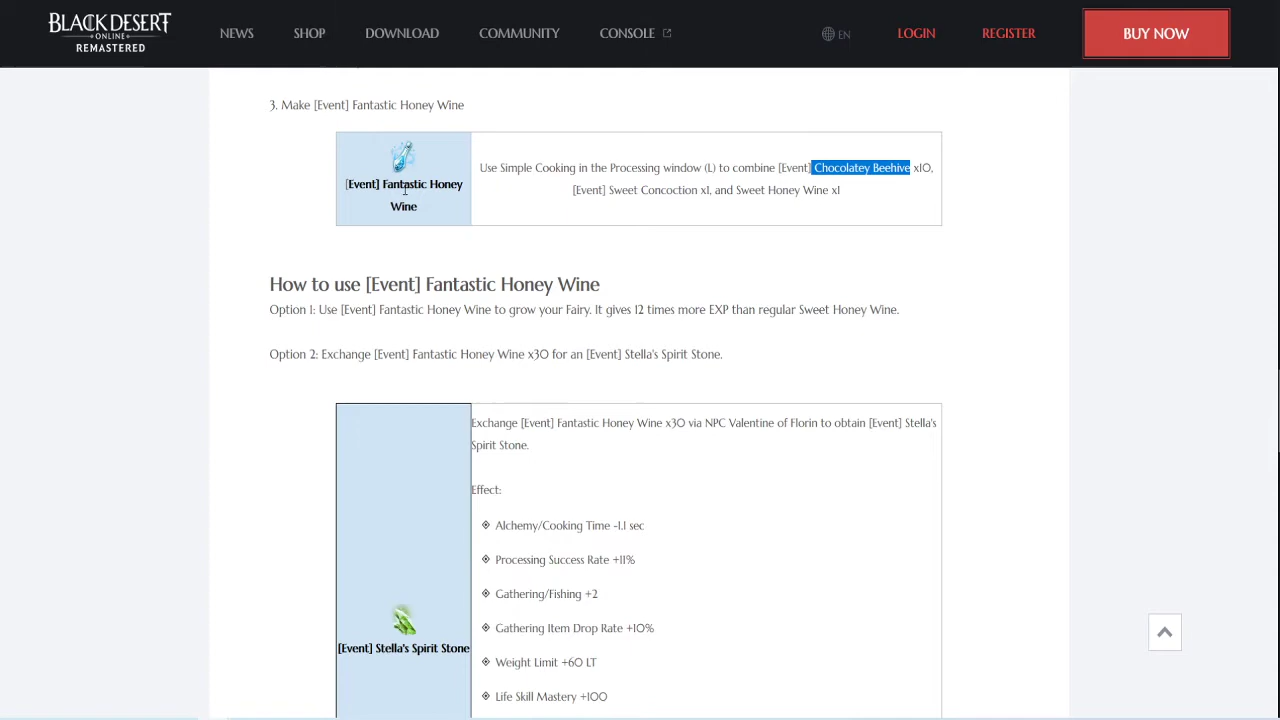 BLACK DESERT
ONLINE
REMASTERED
NEWS
SHOP
DOWNLOAD
COMMUNITY
CONSOLE
EN
LOGIN
REGISTER
BUY NOW
3. Make [Event] Fantastic Honey Wine
[Event] Fantastic Honey
Wine
Use Simple Cooking in the Processing window (L) to combine [Event] Chocolatey Beehive x10,
[Event] Sweet Concoction x1, and Sweet Honey Wine x1
How to use [Event] Fantastic Honey Wine
Option 1: Use [Event] Fantastic Honey Wine to grow your Fairy. It gives 12 times more EXP than regular Sweet Honey Wine.
Option 2: Exchange [Event] Fantastic Honey Wine x30 for an [Event] Stella's Spirit Stone.
Exchange [Event] Fantastic Honey Wine x30 via NPC Valentine of Florin to obtain [Event] Stella's
Spirit Stone.
Effect:
Alchemy/Cooking Time -1.1 sec
Processing Success Rate +11%
Gathering/Fishing +2
Gathering Item Drop Rate +10%
[Event] Stella's Spirit Stone
Weight Limit +60 LT
Life Skill Mastery +100